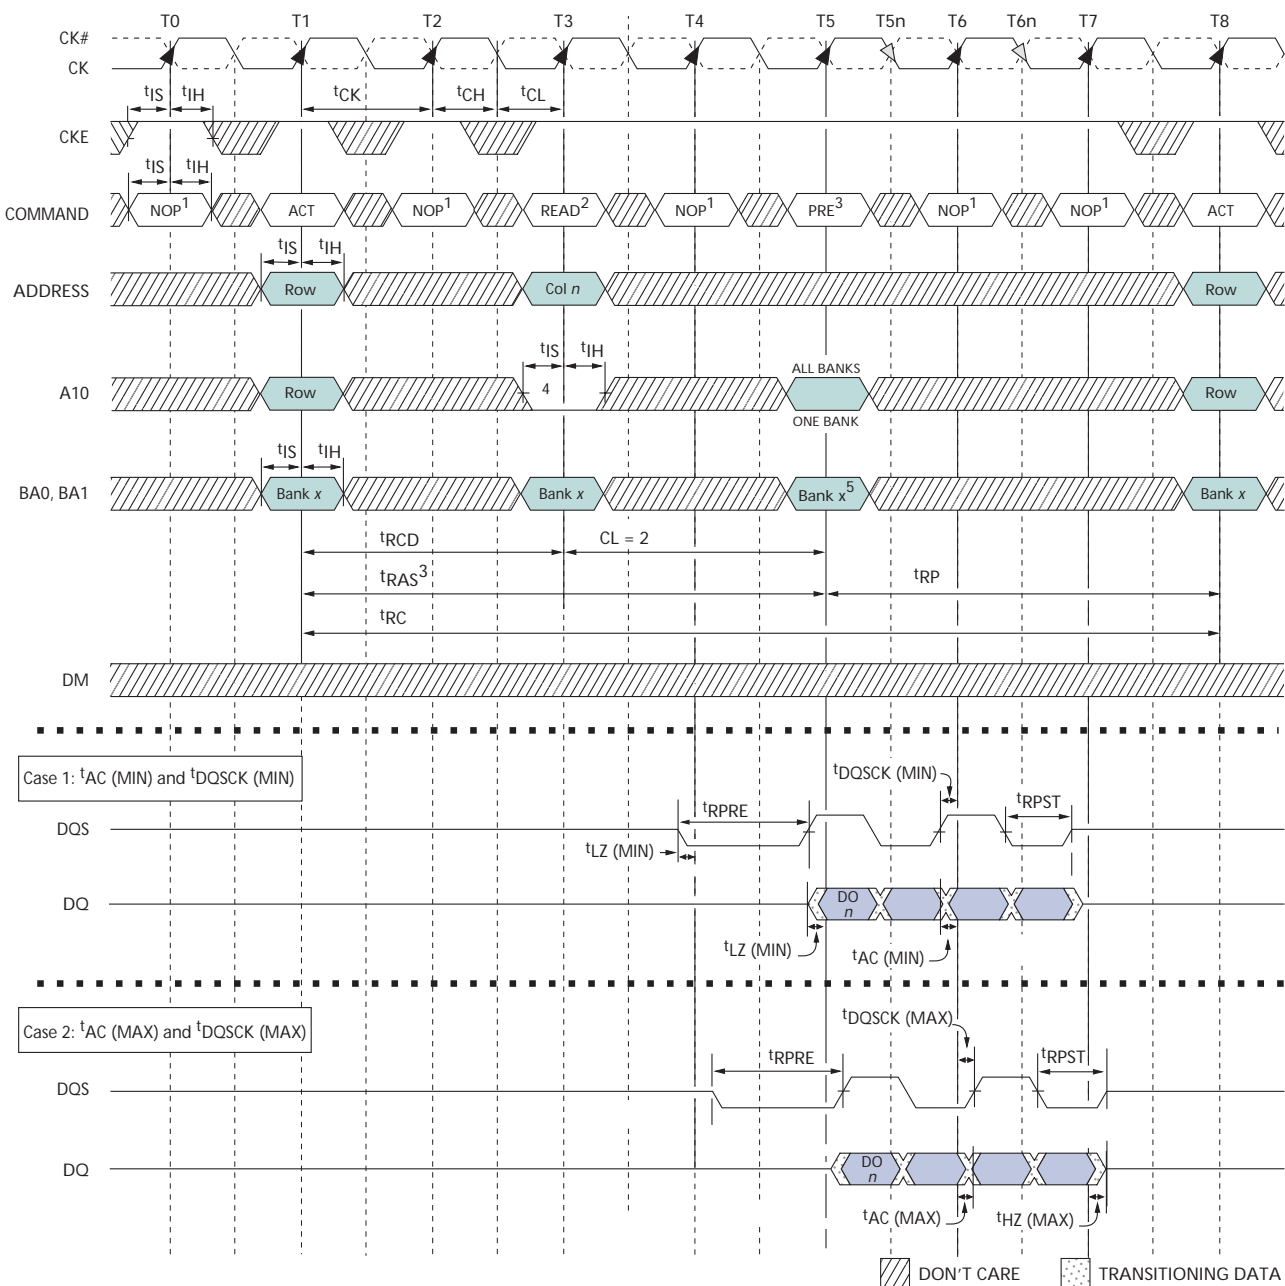 T0 T1 T2 T3 T4 T5 T5n T6 T6n T7 T8
CK#
CK
tIS tIH tCK tCH tCL
CKE
tIS tIH
COMMAND NOP1 ACT NOP1 READ2 NOP1 PRE3 NOP1 NOP1 ACT
tIS tIH
ADDRESS Row Col n Row
tIS tIH
ALL BANKS
A10 Row 4 Row
ONE BANK
tIS tIH
BA0, BA1 Bank x Bank x Bank x5 Bank x
tRCD CL = 2
tRAS3 tRP
tRC
DM
Case 1: tAC (MIN) and tDQSCK (MIN)
tDQSCK (MIN)
tRPRE tRPST
DQS
tLZ (MIN)
DQ DO
n
tLZ (MIN) tAC (MIN)
Case 2: tAC (MAX) and tDQSCK (MAX)
tDQSCK (MAX)
tRPRE tRPST
DQS
DQ DO
n
tAC (MAX) tHZ (MAX)
DON'T CARE TRANSITIONING DATA